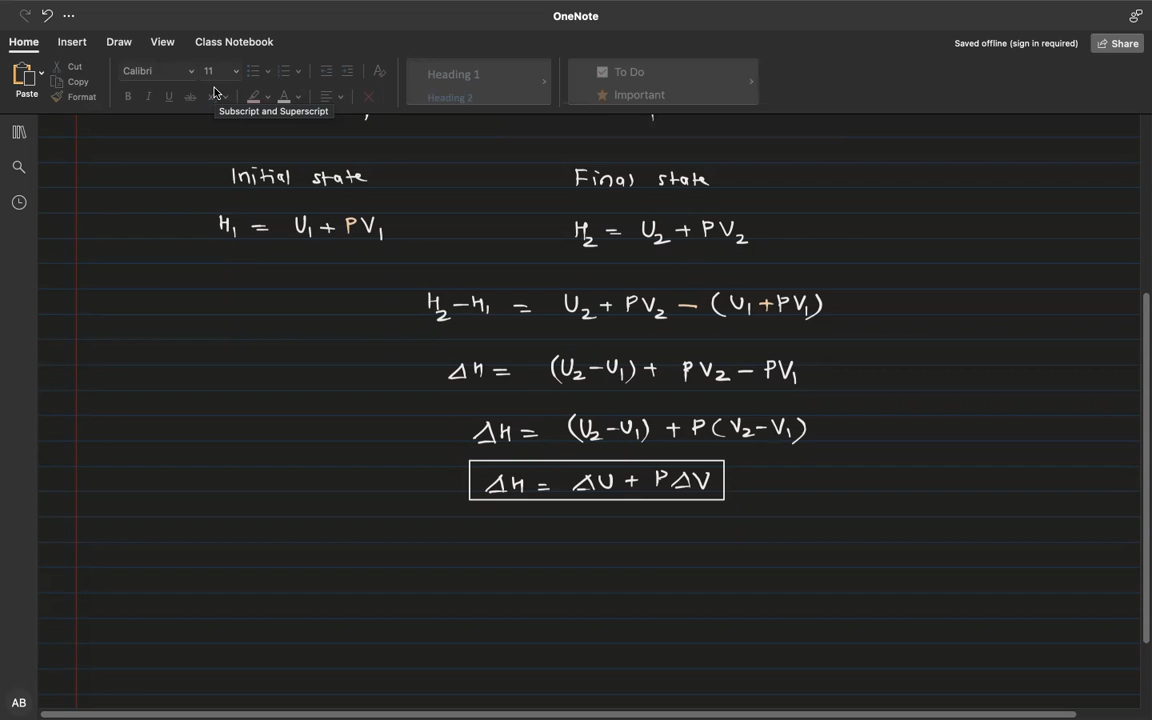 OneNote
Home Insert Draw View Class Notebook
Saved offline (sign in required) Share
Paste
Cut
Copy
Format
Calibri 11
Heading 1
Heading 2
To Do
Important
Subscript and Superscript
Initial state Final state
H₁ = U₁ + PV₁ H₂ = U₂ + PV₂
H₂ − H₁ = U₂ + PV₂ − (U₁ + PV₁)
ΔH = (U₂ − U₁) + PV₂ − PV₁
ΔH = (U₂ − U₁) + P(V₂ − V₁)
ΔH = ΔU + PΔV
AB